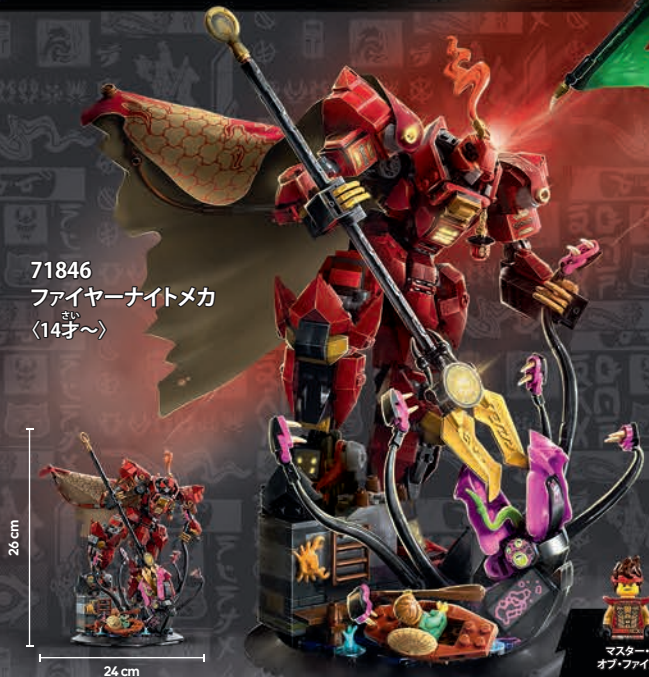 71846
ファイヤーナイトメカ
さい
〈14才～〉
26 cm
24 cm
マスター・
オブ・ファイ